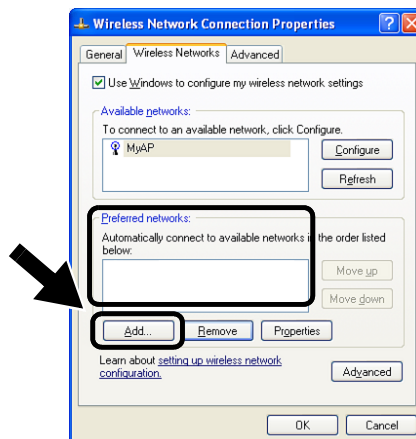 Wireless Network Connection Properties
General Wireless Networks Advanced
Use Windows to configure my wireless network settings
Available networks:
To connect to an available network, click Configure.
MyAP
Configure
Refresh
Preferred networks:
Automatically connect to available networks in the order listed
below:
Move up
Move down
Add... Remove Properties
Learn about setting up wireless network
configuration.
Advanced
OK Cancel